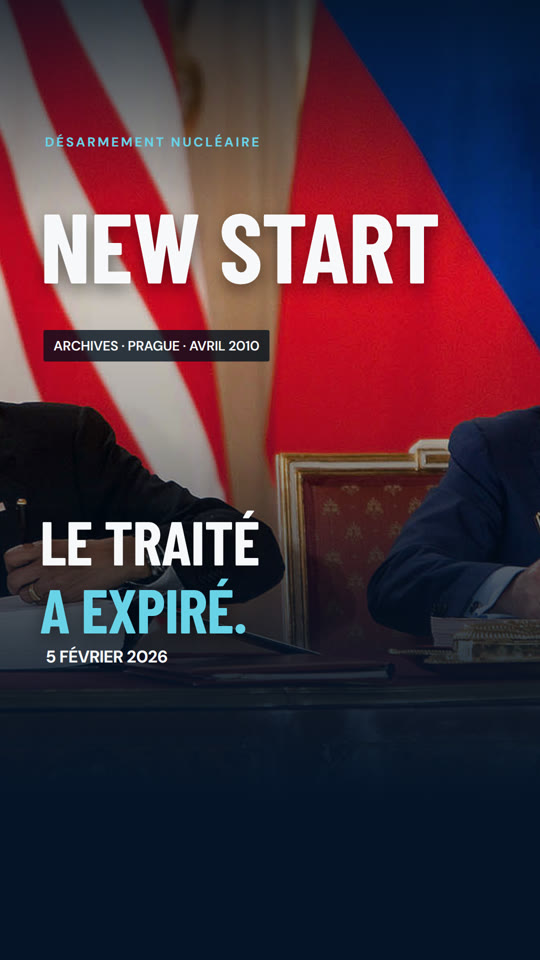 DÉSARMEMENT NUCLÉAIRE
NEW START
ARCHIVES · PRAGUE · AVRIL 2010
LE TRAITÉ
A EXPIRÉ.
5 FÉVRIER 2026